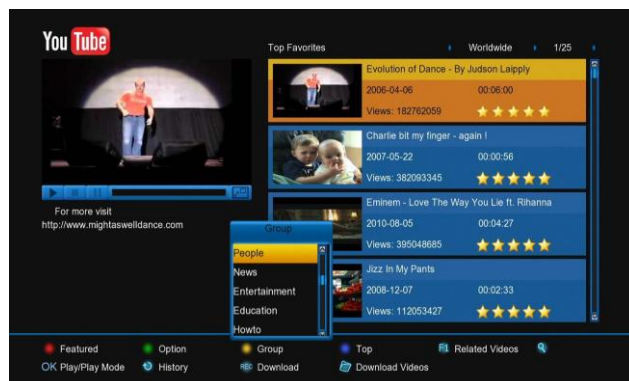 You Tube
Top Favorites Worldwide 1/25
Evolution of Dance - By Judson Laipply
2006-04-06 00:06:00
Views: 182762059
Charlie bit my finger - again !
2007-05-22 00:00:56
Views: 382093345
Eminem - Love The Way You Lie ft. Rihanna
2010-08-05 00:04:27
Views: 395048685
Jizz In My Pants
2008-12-07 00:02:33
Views: 112053427
For more visit
http://www.mightaswelldance.com
Group
People
News
Entertainment
Education
Howto
Featured Option Group Top F1 Related Videos
OK Play/Play Mode History REC Download Download Videos